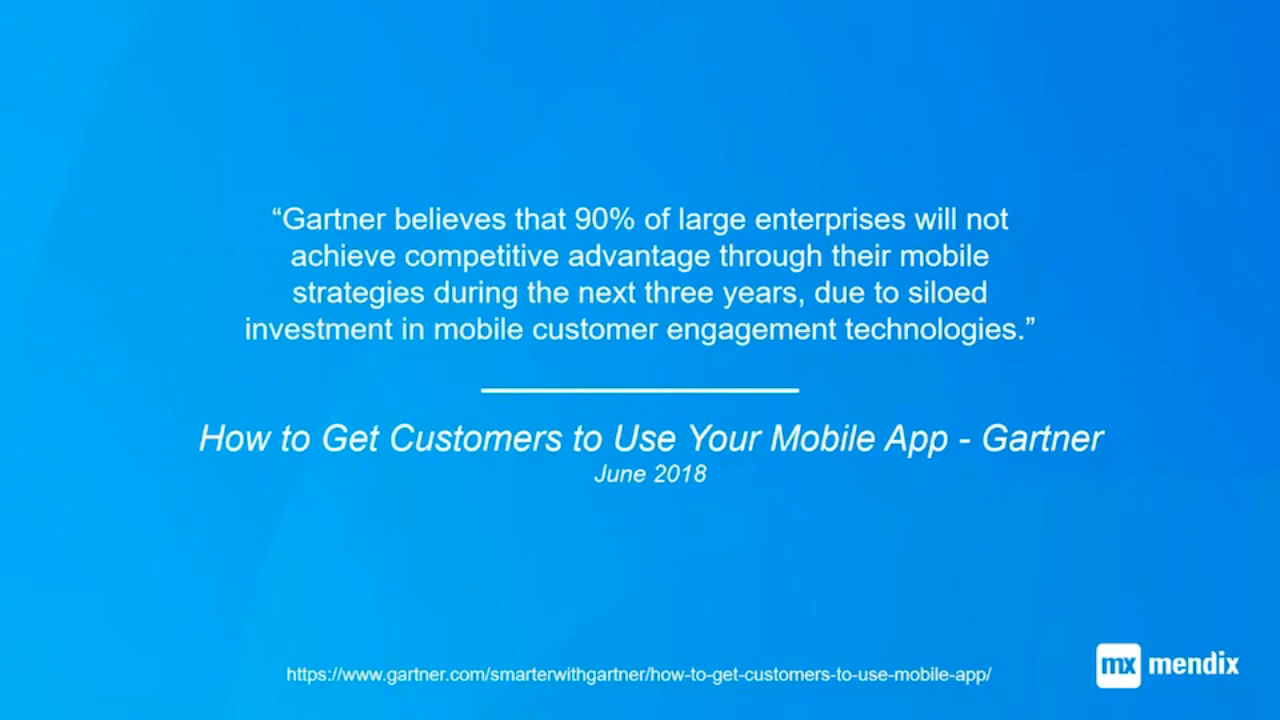 “Gartner believes that 90% of large enterprises will not
achieve competitive advantage through their mobile
strategies during the next three years, due to siloed
investment in mobile customer engagement technologies.”
How to Get Customers to Use Your Mobile App - Gartner
June 2018
https://www.gartner.com/smarterwithgartner/how-to-get-customers-to-use-mobile-app/
mx mendix